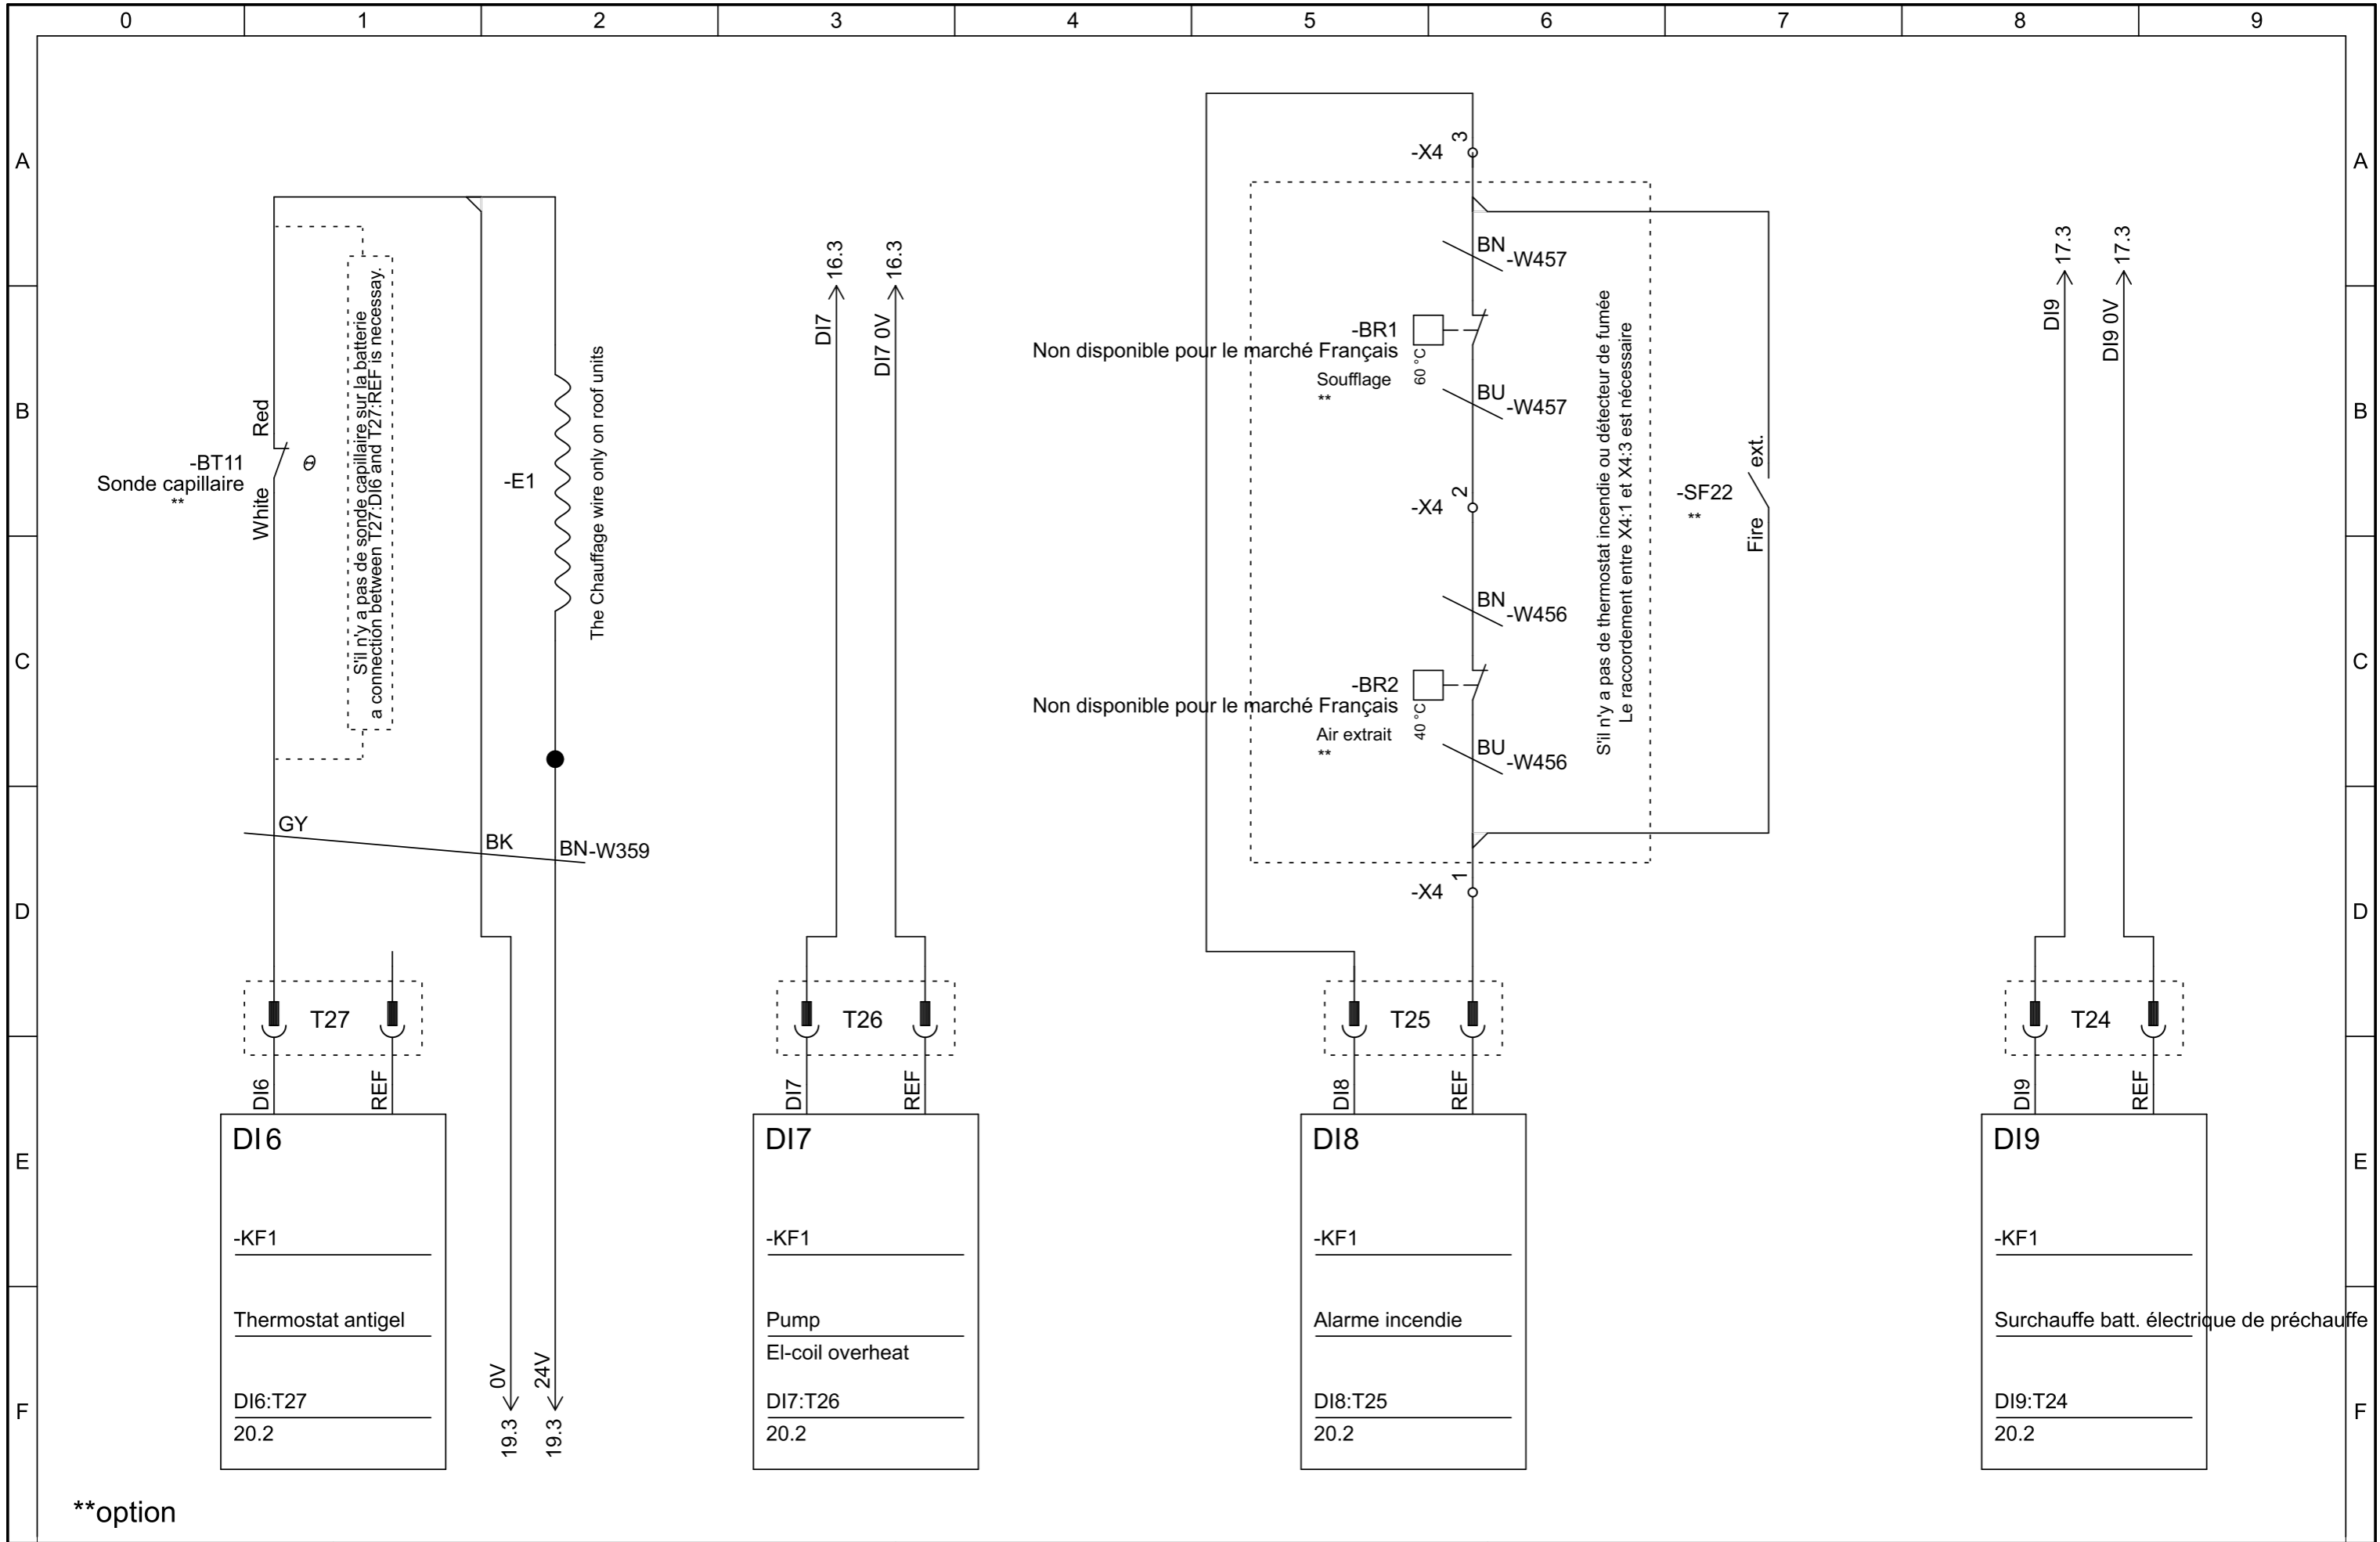 0 1 2 3 4 5 6 7 8 9
A
B
C
D
E
F
A
B
C
D
E
F
-BT11
Sonde capillaire
**
Red
White
S'il n'y a pas de sonde capillaire sur la batterie
a connection between T27:DI6 and T27:REF is necessay.
-E1
The Chauffage wire only on roof units
GY
BK
BN
-W359
T27
DI6
REF
DI6
-KF1
Thermostat antigel
DI6:T27
20.2
0V
19.3
24V
19.3
16.3
DI7
16.3
DI7 0V
T26
DI7
REF
DI7
-KF1
Pump
El-coil overheat
DI7:T26
20.2
-X4
3
BN
-W457
-BR1
Non disponible pour le marché Français
Soufflage
**
60 °C
BU
-W457
-X4
2
BN
-W456
-BR2
Non disponible pour le marché Français
Air extrait
**
40 °C
BU
-W456
S'il n'y a pas de thermostat incendie ou détecteur de fumée
Le raccordement entre X4:1 et X4:3 est nécessaire
-X4
1
-SF22
**
ext.
Fire
T25
DI8
REF
DI8
-KF1
Alarme incendie
DI8:T25
20.2
17.3
DI9
17.3
DI9 0V
T24
DI9
REF
DI9
-KF1
Surchauffe batt. électrique de préchauffe
DI9:T24
20.2
**option